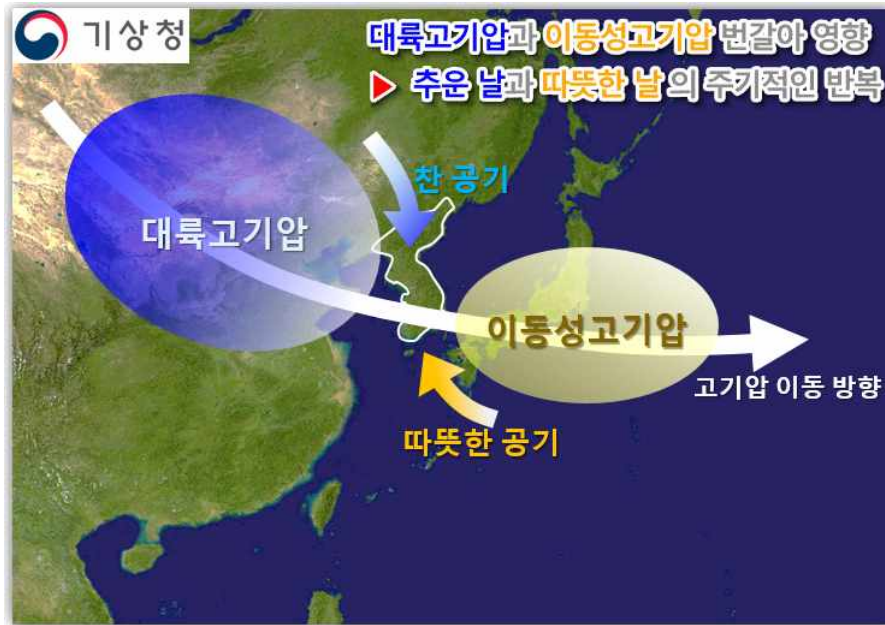 기상청
대륙고기압과 이동성고기압 번갈아 영향
▶ 추운 날과 따뜻한 날의 주기적인 반복
찬 공기
대륙고기압
이동성고기압
고기압 이동 방향
따뜻한 공기